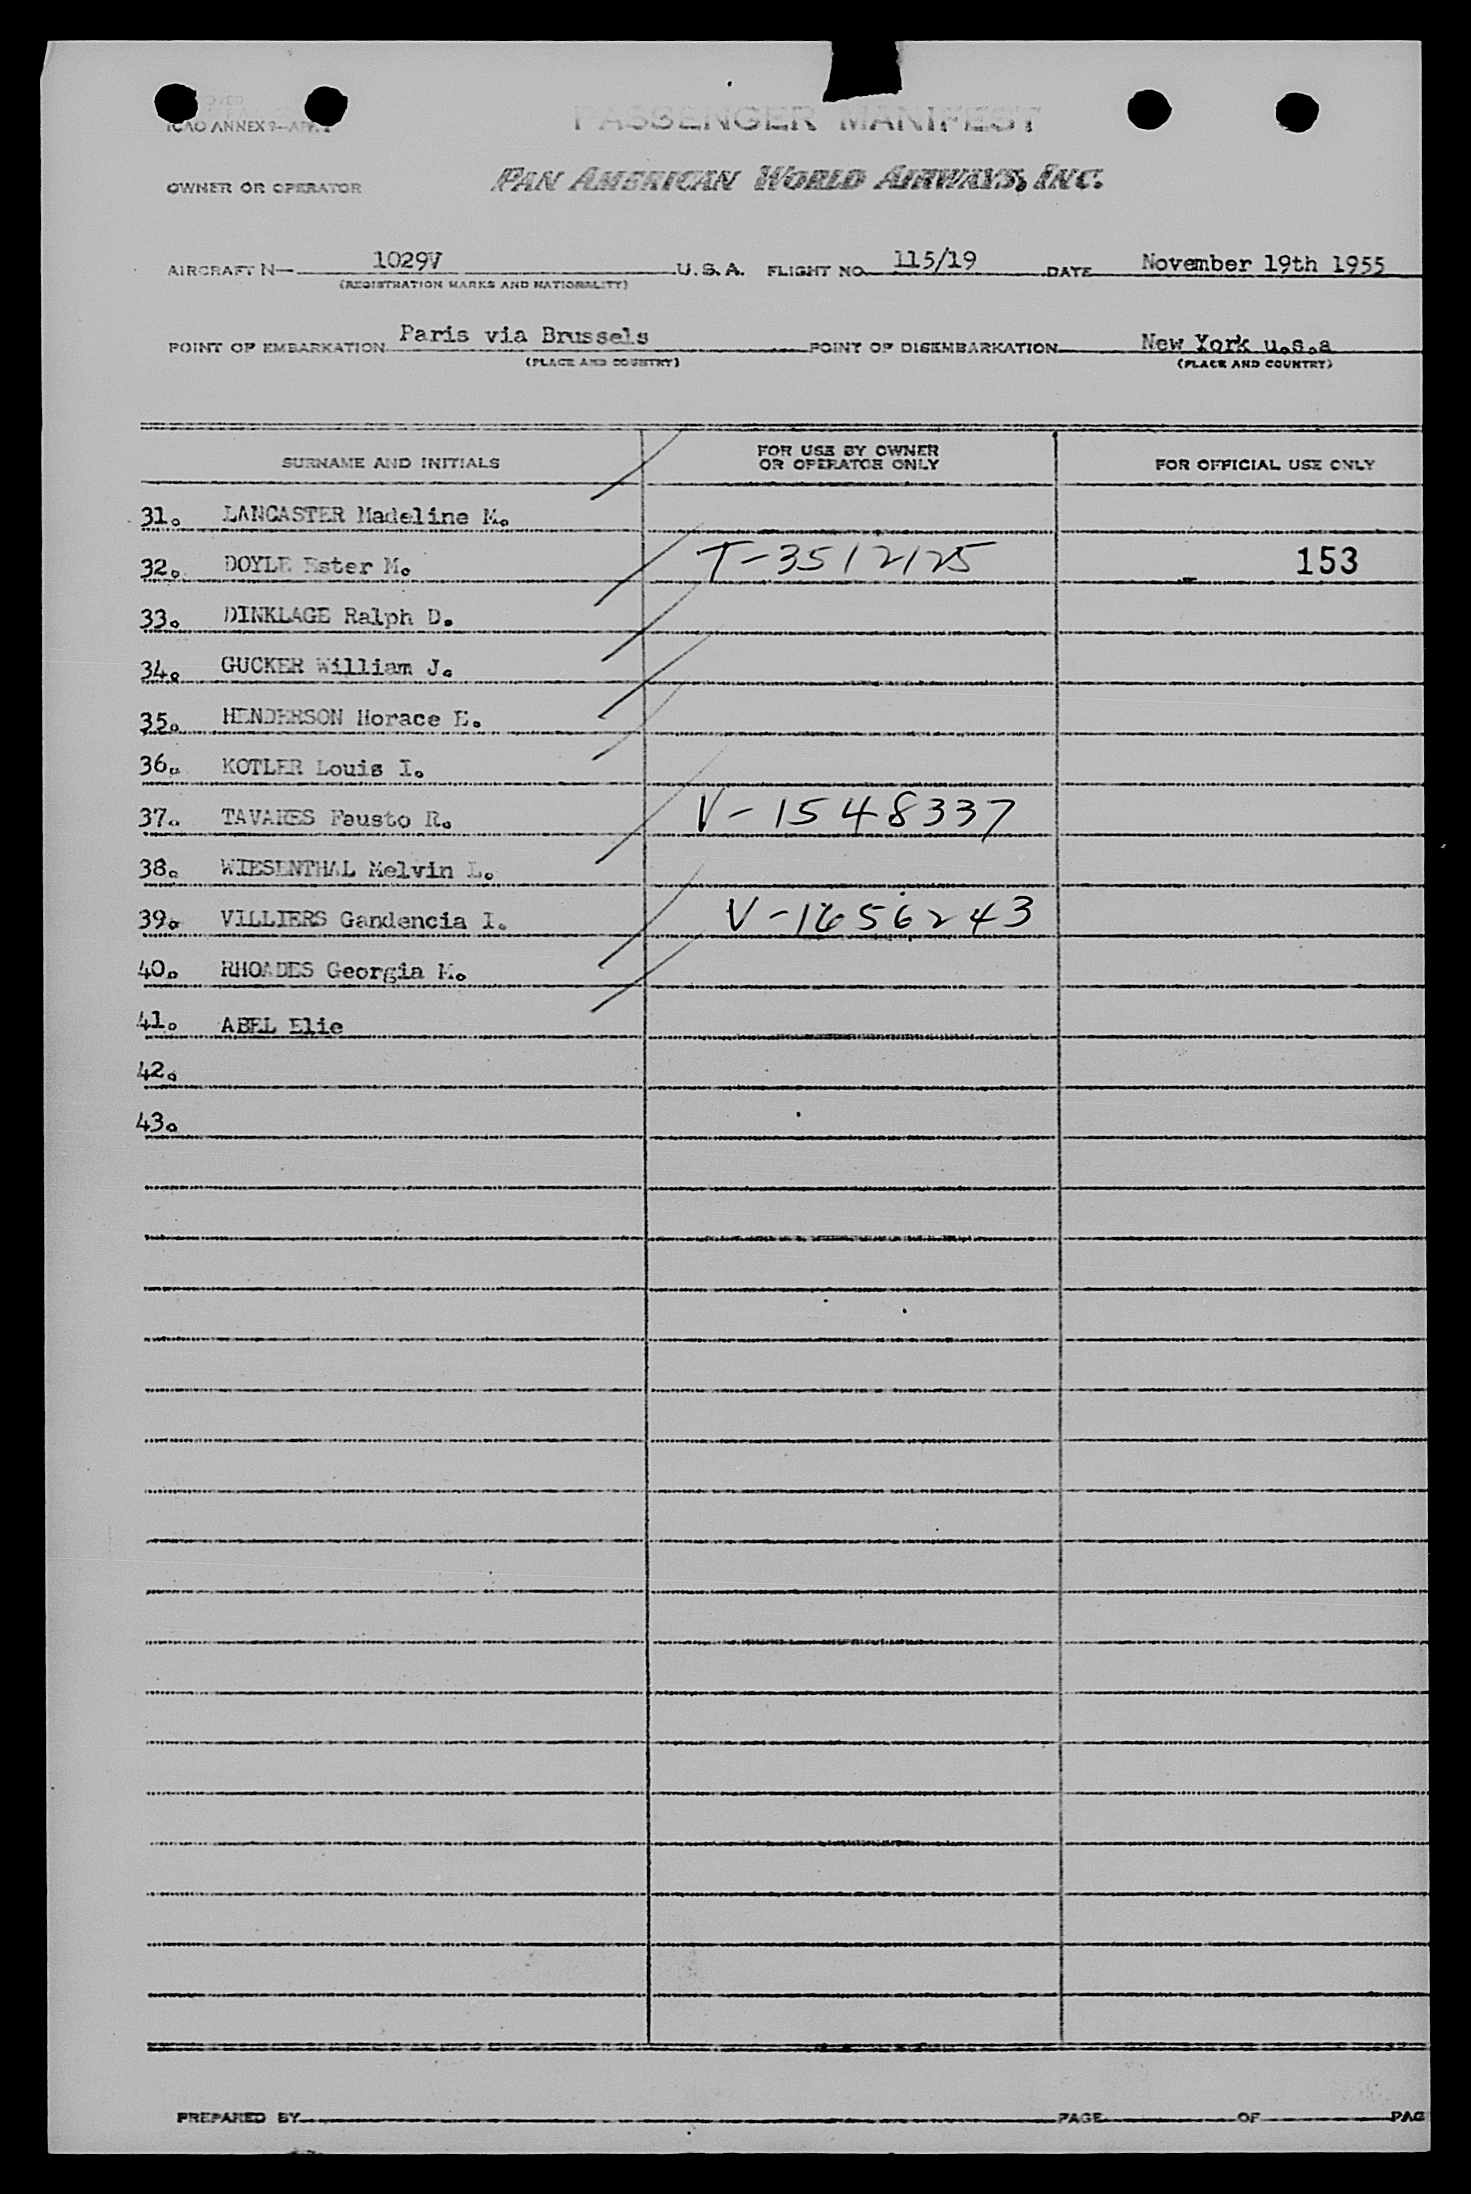 ICAO ANNEX 9—APP. 2
PASSENGER MANIFEST
OWNER OR OPERATOR PAN AMERICAN WORLD AIRWAYS, INC.
AIRCRAFT N— 1029V U.S.A. FLIGHT NO. 115/19 DATE November 19th 1955
(REGISTRATION MARKS AND NATIONALITY)
POINT OF EMBARKATION Paris via Brussels POINT OF DISEMBARKATION New York u.s.a
(PLACE AND COUNTRY) (PLACE AND COUNTRY)
SURNAME AND INITIALS FOR USE BY OWNER OR OPERATOR ONLY FOR OFFICIAL USE ONLY
31. LANCASTER Madeline M.
32. DOYLE Ester M. T-3512125 153
33. DINKLAGE Ralph D.
34. GUCKER William J.
35. HENDERSON Horace E.
36. KOTLER Louis I.
37. TAVARES Fausto R. V-1548337
38. WIESENTHAL Melvin L.
39. VILLIERS Gandencia I. V-1656243
40. RHOADES Georgia M.
41. ABEL Elie
42.
43.
PREPARED BY PAGE OF PAG